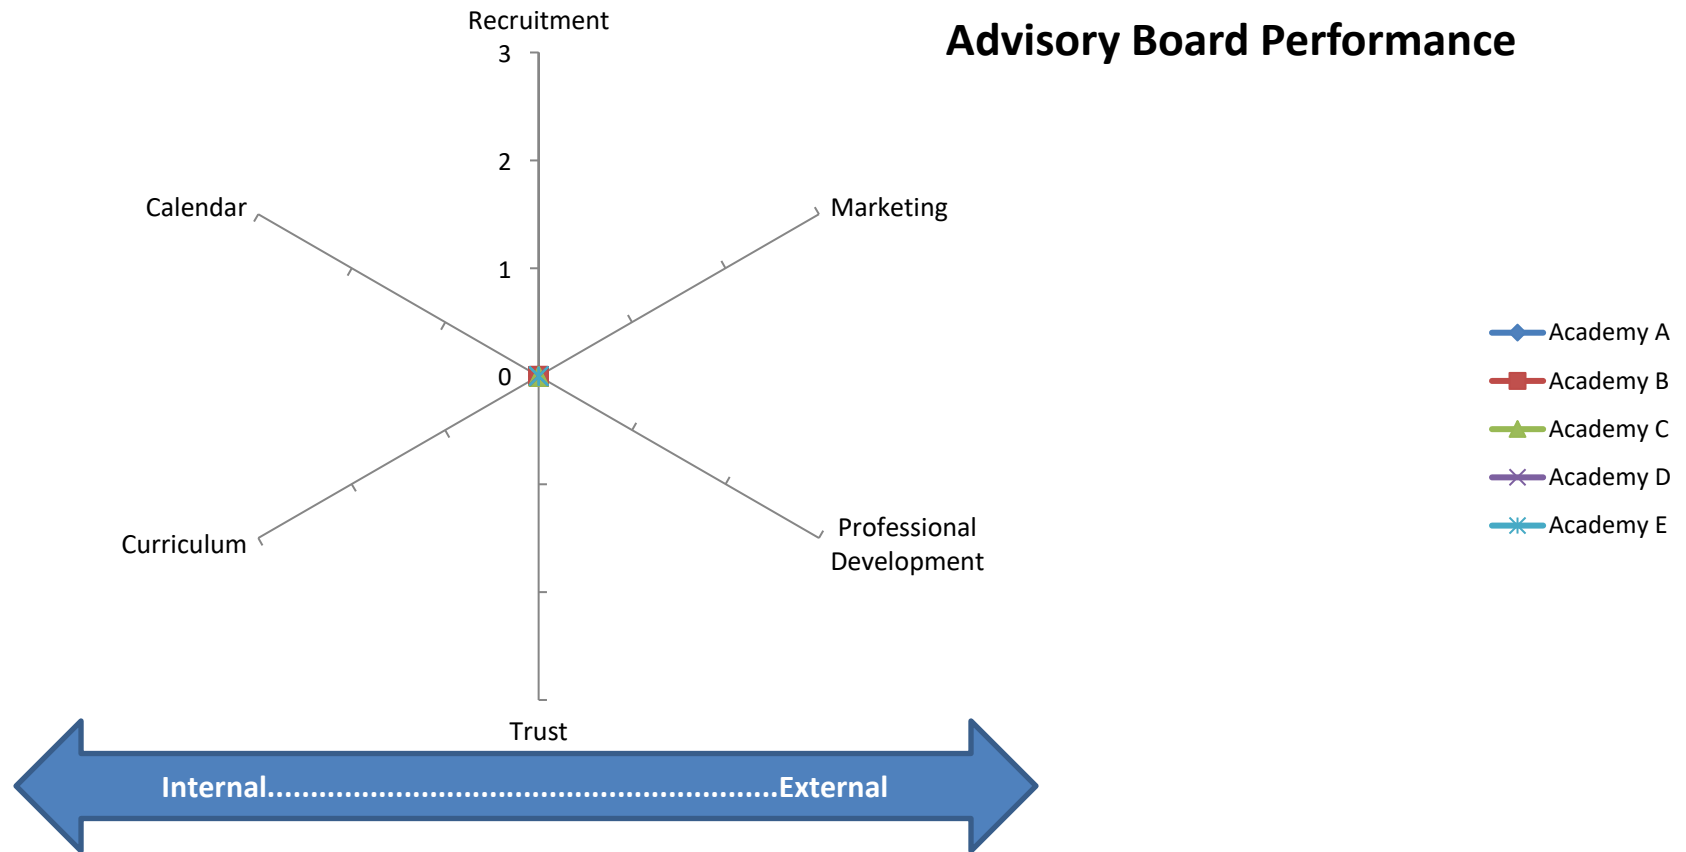 Advisory Board Performance
Recruitment
3
2
1
0
Calendar
Marketing
Curriculum
Professional
Development
Trust
Academy A
Academy B
Academy C
Academy D
Academy E
Internal...........................................................External